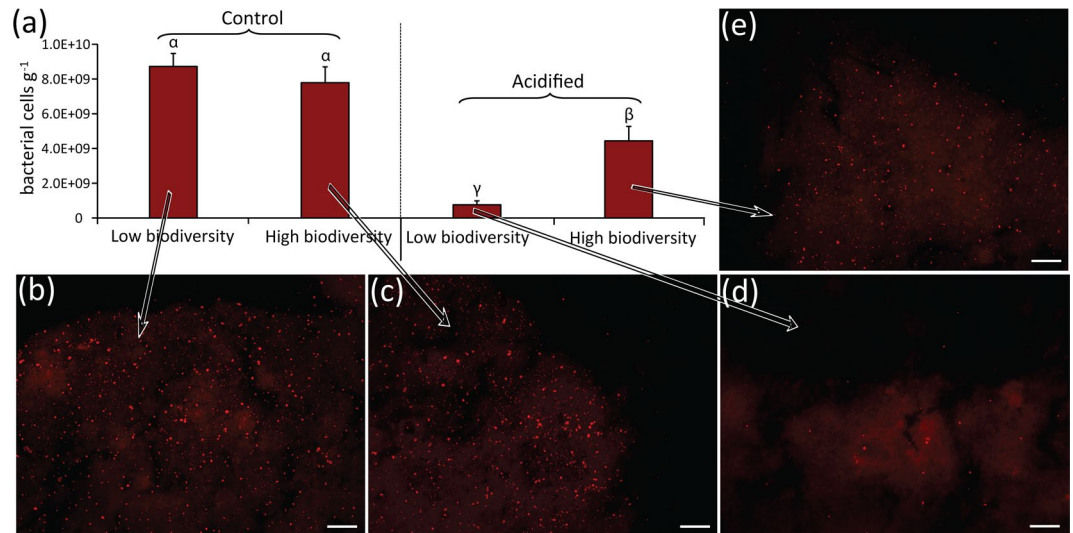 (a)
Control
α
α
Acidified
γ
β
bacterial cells g⁻¹
1.0E+10
8.0E+09
6.0E+09
4.0E+09
2.0E+09
0
Low biodiversity High biodiversity Low biodiversity High biodiversity
(e)
(b)
(c)
(d)